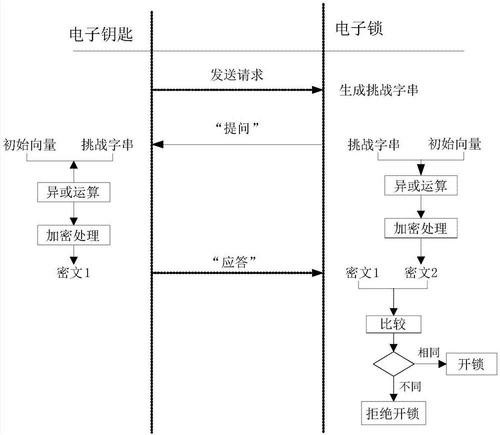 电子钥匙
电子锁
发送请求
生成挑战字串
“提问”
初始向量
挑战字串
挑战字串
初始向量
异或运算
异或运算
加密处理
加密处理
密文1
“应答”
密文1
密文2
比较
相同
开锁
不同
拒绝开锁